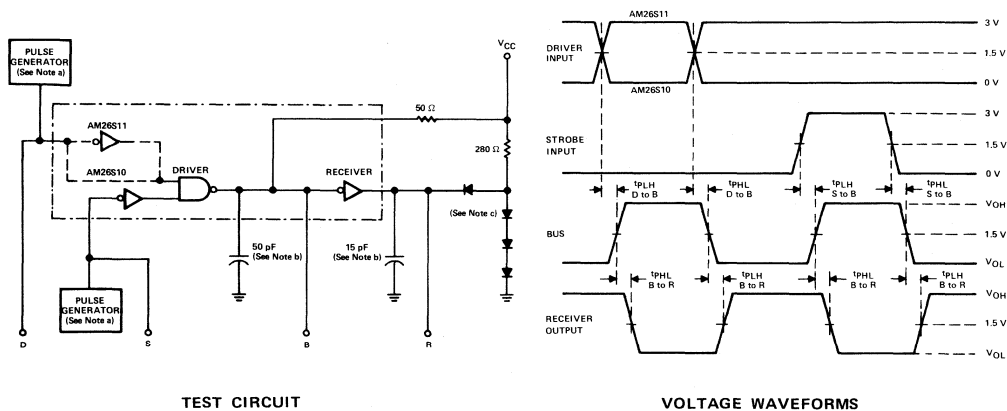 PULSE
GENERATOR
(See Note a)
AM26S11
AM26S10
DRIVER
RECEIVER
50 Ω
VCC
280 Ω
(See Note c)
50 pF
(See Note b)
15 pF
(See Note b)
PULSE
GENERATOR
(See Note a)
D
S
B
R
TEST CIRCUIT
DRIVER
INPUT
AM26S11
AM26S10
3 V
1.5 V
0 V
STROBE
INPUT
3 V
1.5 V
0 V
tPLH
D to B
tPHL
D to B
tPLH
S to B
tPHL
S to B
BUS
VOH
1.5 V
VOL
tPHL
B to R
tPLH
B to R
tPHL
B to R
tPLH
B to R
RECEIVER
OUTPUT
VOH
1.5 V
VOL
VOLTAGE WAVEFORMS